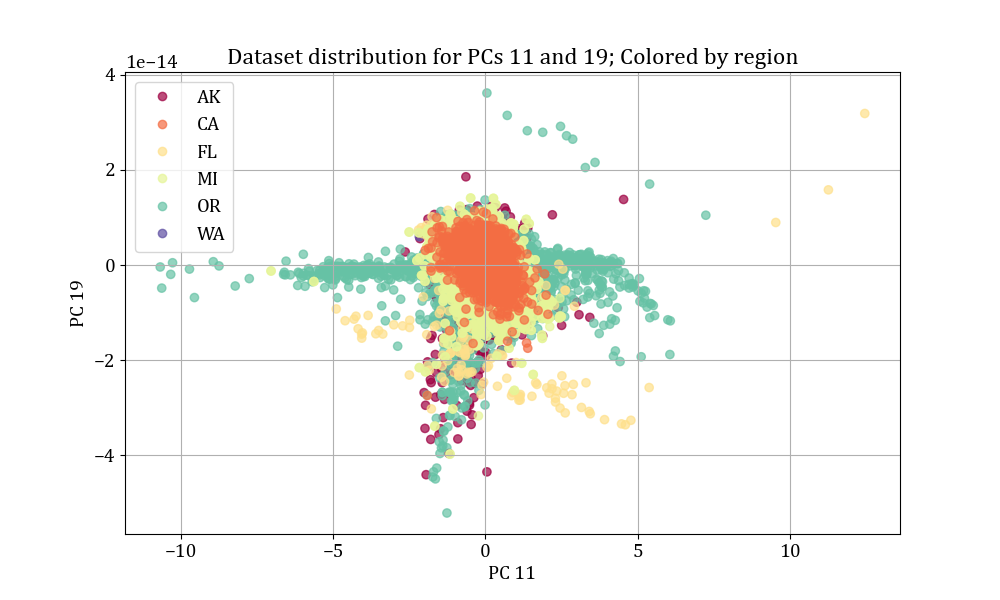 Dataset distribution for PCs 11 and 19; Colored by region
1e−14
4
2
0
−2
−4
PC 19
AK
CA
FL
MI
OR
WA
−10
−5
0
5
10
PC 11